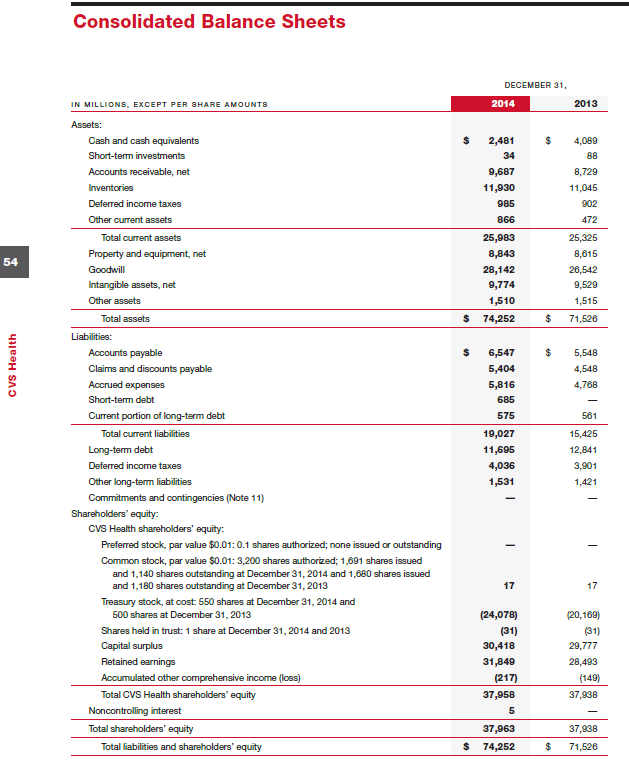 Consolidated Balance Sheets
DECEMBER 31,
IN MILLIONS, EXCEPT PER SHARE AMOUNTS 2014 2013
Assets:
Cash and cash equivalents $ 2,481 $ 4,089
Short-term investments 34 88
Accounts receivable, net 9,687 8,729
Inventories 11,930 11,045
Deferred income taxes 985 902
Other current assets 866 472
Total current assets 25,983 25,325
Property and equipment, net 8,843 8,615
Goodwill 28,142 26,542
Intangible assets, net 9,774 9,529
Other assets 1,510 1,515
Total assets $ 74,252 $ 71,526
Liabilities:
Accounts payable $ 6,547 $ 5,548
Claims and discounts payable 5,404 4,548
Accrued expenses 5,816 4,768
Short-term debt 685 —
Current portion of long-term debt 575 561
Total current liabilities 19,027 15,425
Long-term debt 11,695 12,841
Deferred income taxes 4,036 3,901
Other long-term liabilities 1,531 1,421
Commitments and contingencies (Note 11) — —
Shareholders' equity:
CVS Health shareholders' equity:
Preferred stock, par value $0.01: 0.1 shares authorized; none issued or outstanding — —
Common stock, par value $0.01: 3,200 shares authorized; 1,691 shares issued
and 1,140 shares outstanding at December 31, 2014 and 1,680 shares issued
and 1,180 shares outstanding at December 31, 2013 17 17
Treasury stock, at cost: 550 shares at December 31, 2014 and
500 shares at December 31, 2013 (24,078) (20,169)
Shares held in trust: 1 share at December 31, 2014 and 2013 (31) (31)
Capital surplus 30,418 29,777
Retained earnings 31,849 28,493
Accumulated other comprehensive income (loss) (217) (149)
Total CVS Health shareholders' equity 37,958 37,938
Noncontrolling interest 5 —
Total shareholders' equity 37,963 37,938
Total liabilities and shareholders' equity $ 74,252 $ 71,526
54
CVS Health